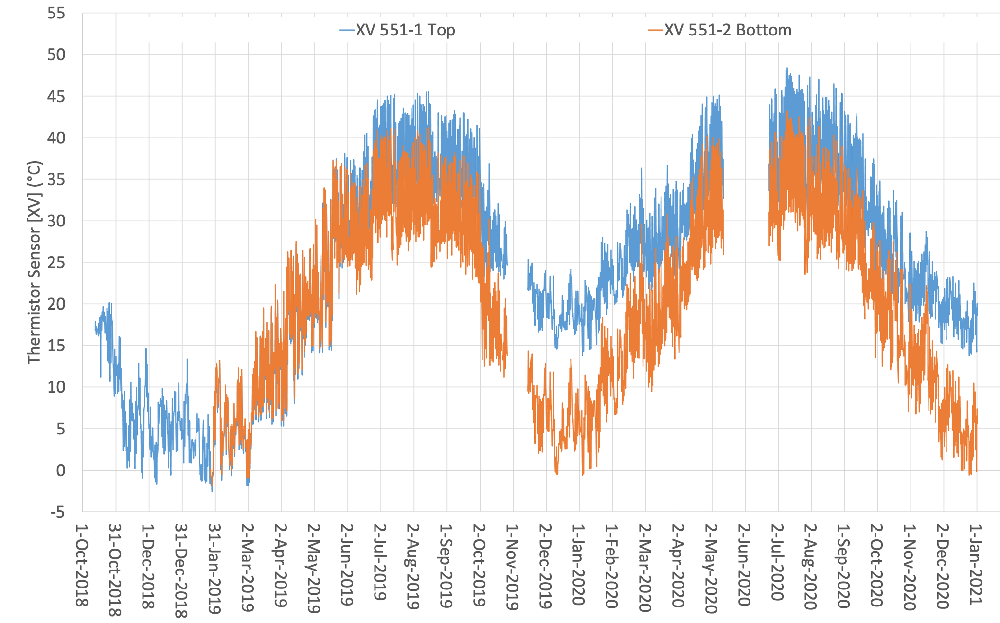 XV 551-1 Top
XV 551-2 Bottom
Thermistor Sensor [XV] (°C)
55
50
45
40
35
30
25
20
15
10
5
0
-5
1-Oct-2018
31-Oct-2018
1-Dec-2018
31-Dec-2018
31-Jan-2019
2-Mar-2019
2-Apr-2019
2-May-2019
2-Jun-2019
2-Jul-2019
2-Aug-2019
1-Sep-2019
2-Oct-2019
1-Nov-2019
2-Dec-2019
1-Jan-2020
1-Feb-2020
2-Mar-2020
2-Apr-2020
2-May-2020
2-Jun-2020
2-Jul-2020
2-Aug-2020
1-Sep-2020
2-Oct-2020
1-Nov-2020
2-Dec-2020
1-Jan-2021